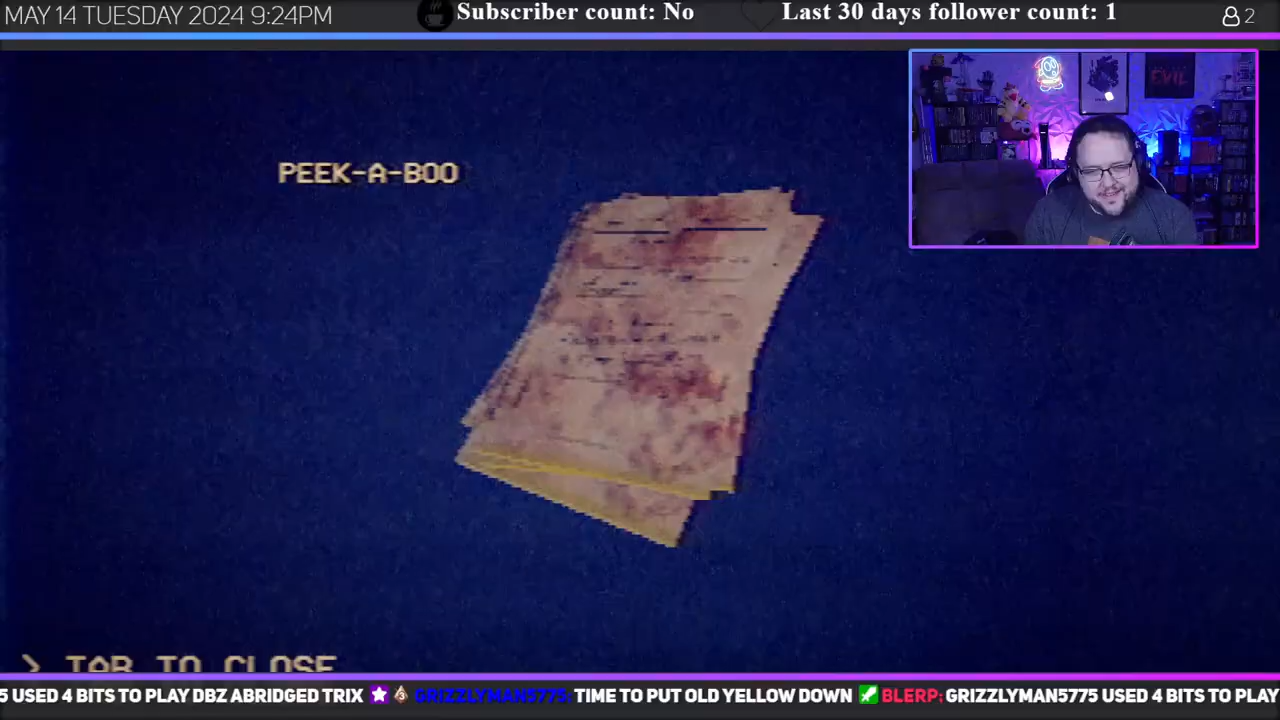 MAY 14 TUESDAY 2024 9:24PM
Subscriber count: No
Last 30 days follower count: 1
2
EVIL
PEEK-A-BOO
> TAB TO CLOSE
5 USED 4 BITS TO PLAY DBZ ABRIDGED TRIX GRIZZLYMAN5775: TIME TO PUT OLD YELLOW DOWN BLERP: GRIZZLYMAN5775 USED 4 BITS TO PLAY